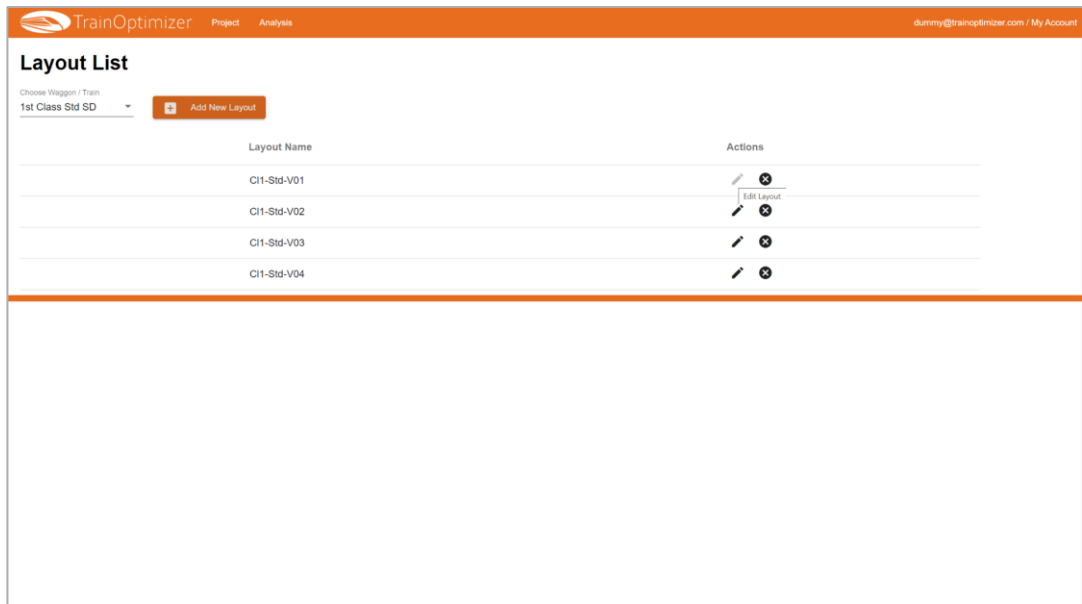 TrainOptimizer Project Analysis dummy@trainoptimizer.com / My Account
Layout List
Choose Waggon / Train
1st Class Std SD Add New Layout
Layout Name Actions
Cl1-Std-V01
Edit Layout
Cl1-Std-V02
Cl1-Std-V03
Cl1-Std-V04